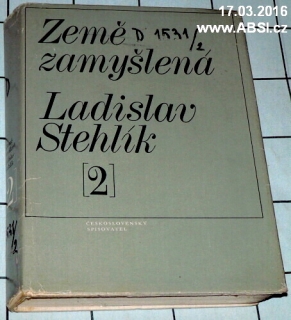 17.03.2016
www.ABSI.cz
Země D 1531/2
zamyšlená
Ladislav
Stehlík
[2]
ČESKOSLOVENSKÝ
SPISOVATEL